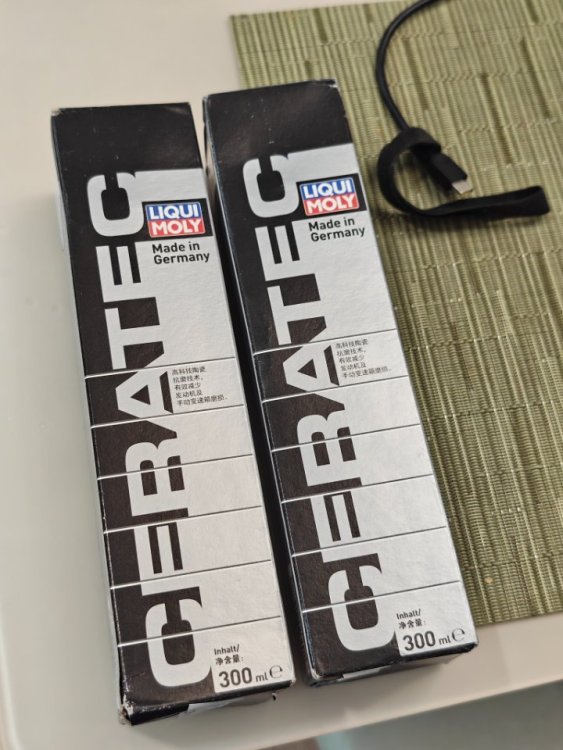 CERATEC
LIQUI
MOLY
Made in
Germany
高科技陶瓷
抗磨技术,
有效减少
发动机及
手动变速箱磨损.
Inhalt/
净含量:
300 ml ℮
CERATEC
LIQUI
MOLY
Made in
Germany
高科技陶瓷
抗磨技术,
有效减少
发动机及
手动变速箱磨损.
Inhalt/
净含量:
300 ml ℮